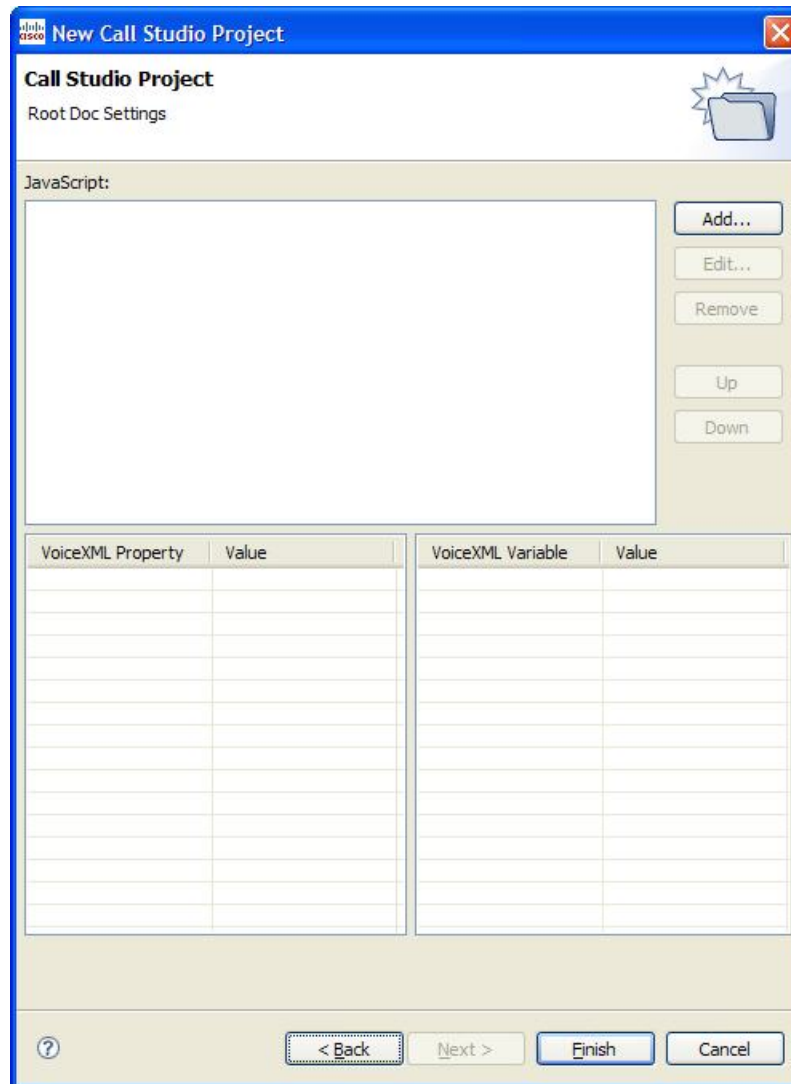 cisco New Call Studio Project
Call Studio Project
Root Doc Settings
JavaScript:
Add...
Edit...
Remove
Up
Down
VoiceXML Property Value VoiceXML Variable Value
? < Back Next > Finish Cancel